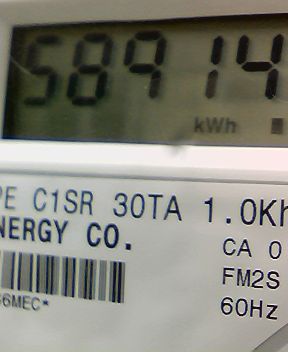 58914
kWh
PE C1SR 30TA 1.0Kh
NERGY CO.
CA 0
FM2S
6MEC*
60Hz